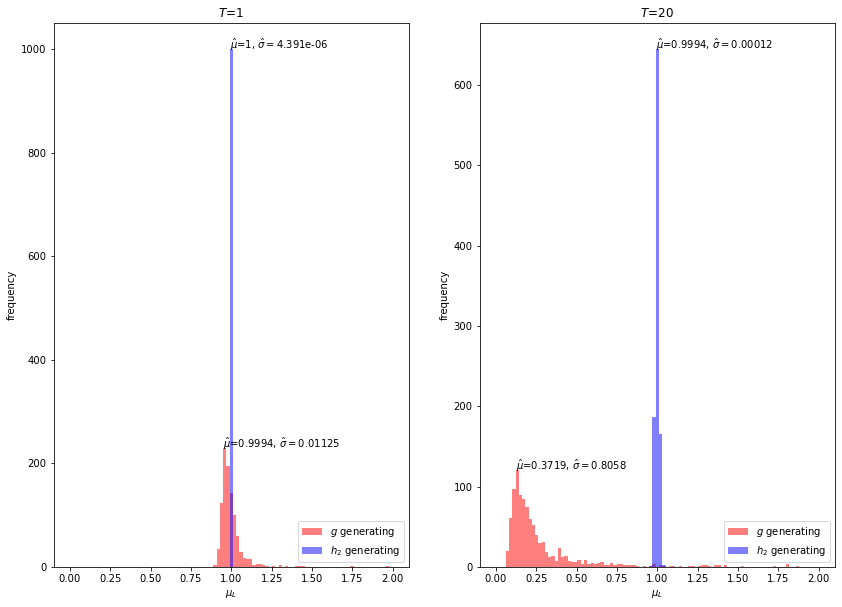 T=1
μ̂=1, σ̂ = 4.391e-06
μ̂=0.9994, σ̂ = 0.01125
frequency
1000
800
600
400
200
0
0.00 0.25 0.50 0.75 1.00 1.25 1.50 1.75 2.00
μ_L
g generating
h₂ generating
T=20
μ̂=0.9994, σ̂ = 0.00012
μ̂=0.3719, σ̂ = 0.8058
frequency
600
500
400
300
200
100
0
0.00 0.25 0.50 0.75 1.00 1.25 1.50 1.75 2.00
μ_L
g generating
h₂ generating